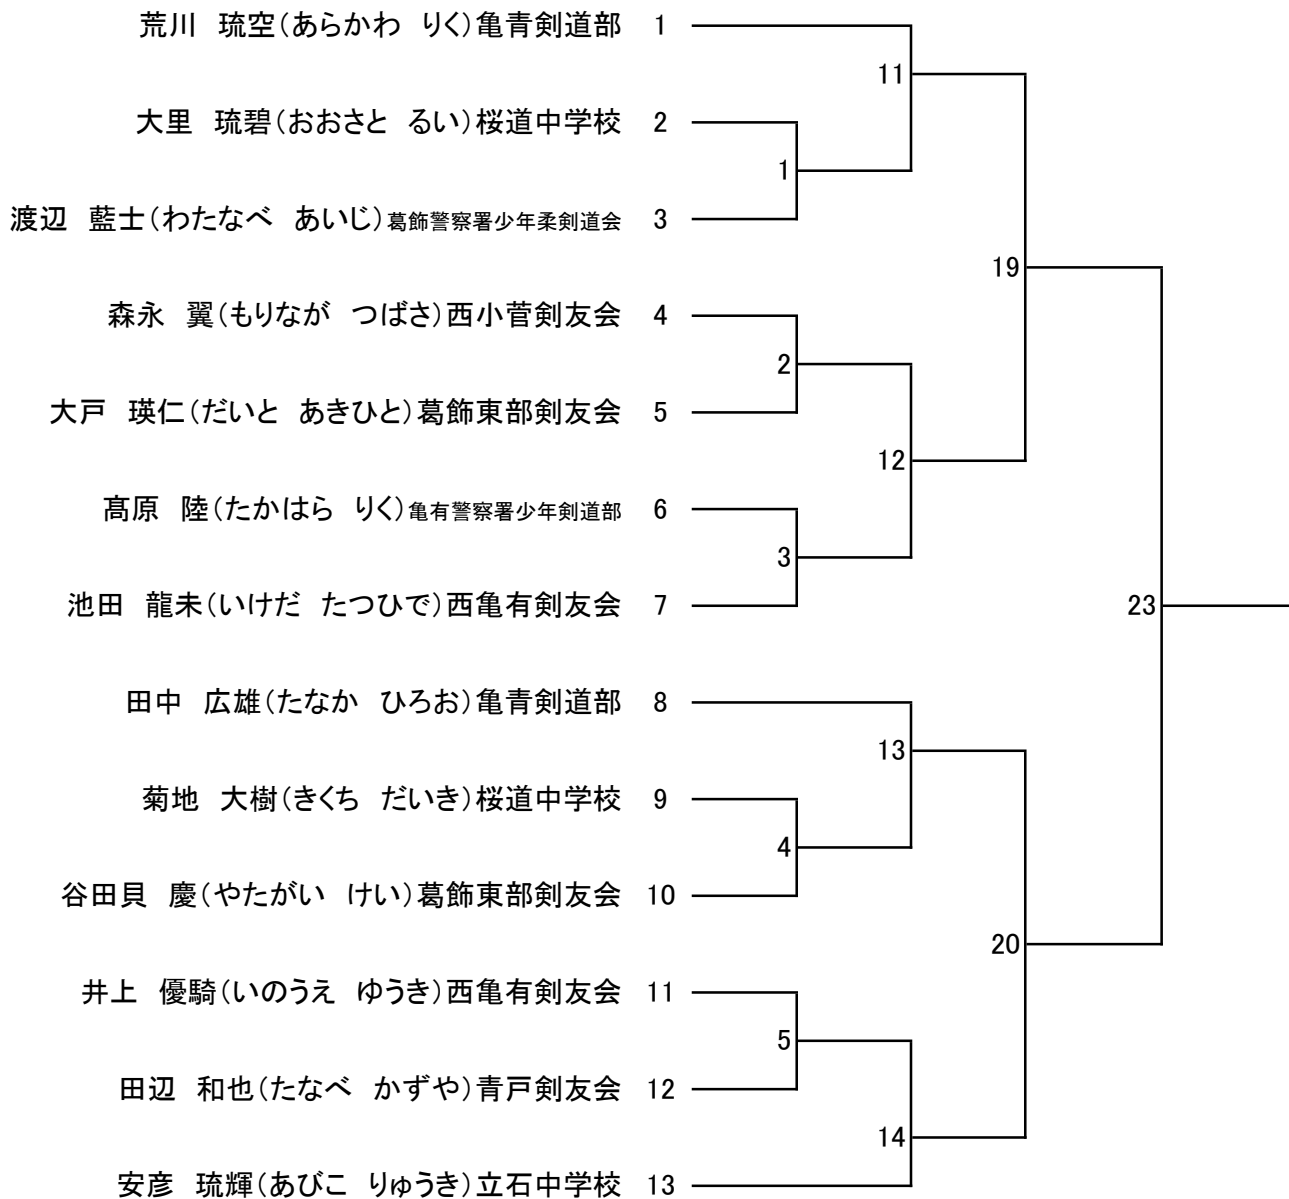 荒川　琉空(あらかわ　りく)亀青剣道部　1
11
大里　琉碧(おおさと　るい)桜道中学校　2
1
渡辺　藍士(わたなべ　あいじ)葛飾警察署少年柔剣道会　3
19
森永　翼(もりなが　つばさ)西小菅剣友会　4
2
大戸　瑛仁(だいと　あきひと)葛飾東部剣友会　5
12
髙原　陸(たかはら　りく)亀有警察署少年剣道部　6
3
池田　龍未(いけだ　たつひで)西亀有剣友会　7
23
田中　広雄(たなか　ひろお)亀青剣道部　8
13
菊地　大樹(きくち　だいき)桜道中学校　9
4
谷田貝　慶(やたがい　けい)葛飾東部剣友会　10
20
井上　優騎(いのうえ　ゆうき)西亀有剣友会　11
5
田辺　和也(たなべ　かずや)青戸剣友会　12
14
安彦　琉輝(あびこ　りゅうき)立石中学校　13